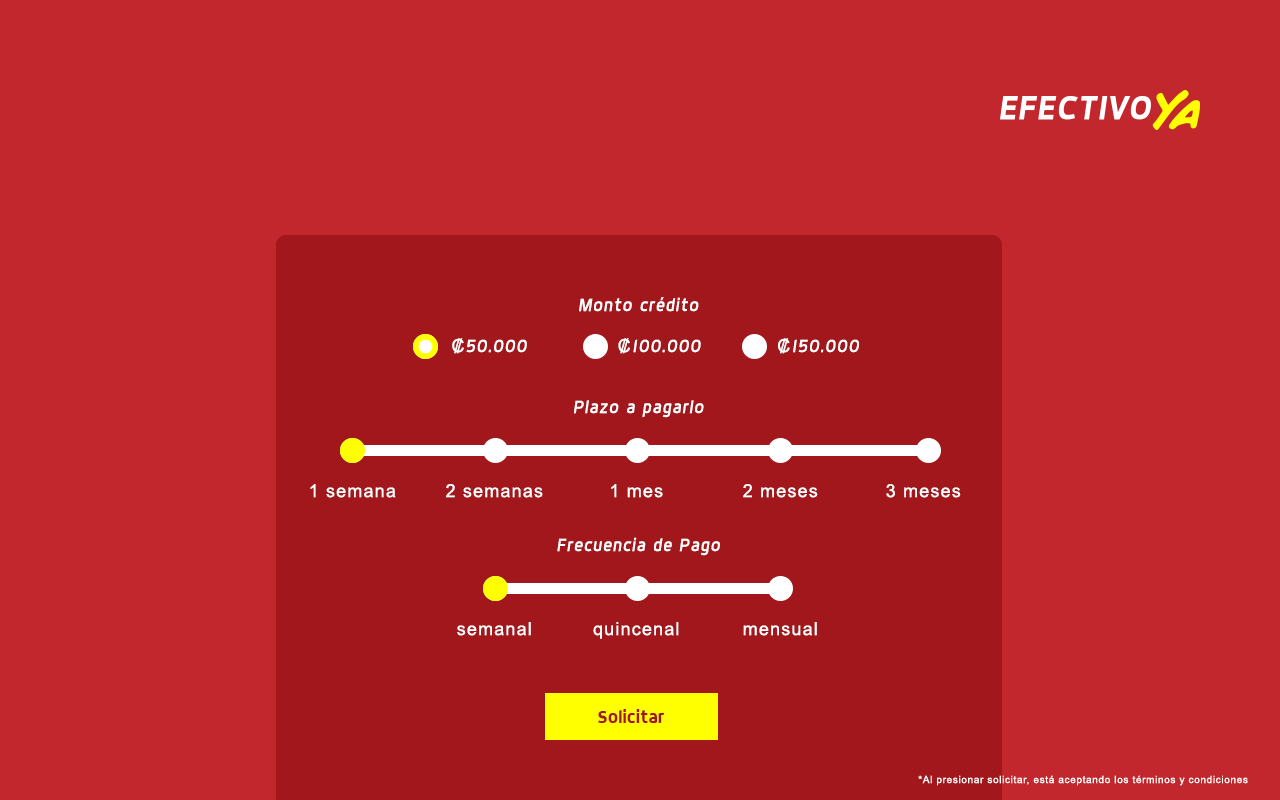 EFECTIVOYA
Monto crédito
₡50.000 ₡100.000 ₡150.000
Plazo a pagarlo
1 semana 2 semanas 1 mes 2 meses 3 meses
Frecuencia de Pago
semanal quincenal mensual
Solicitar
*Al presionar solicitar, está aceptando los términos y condiciones